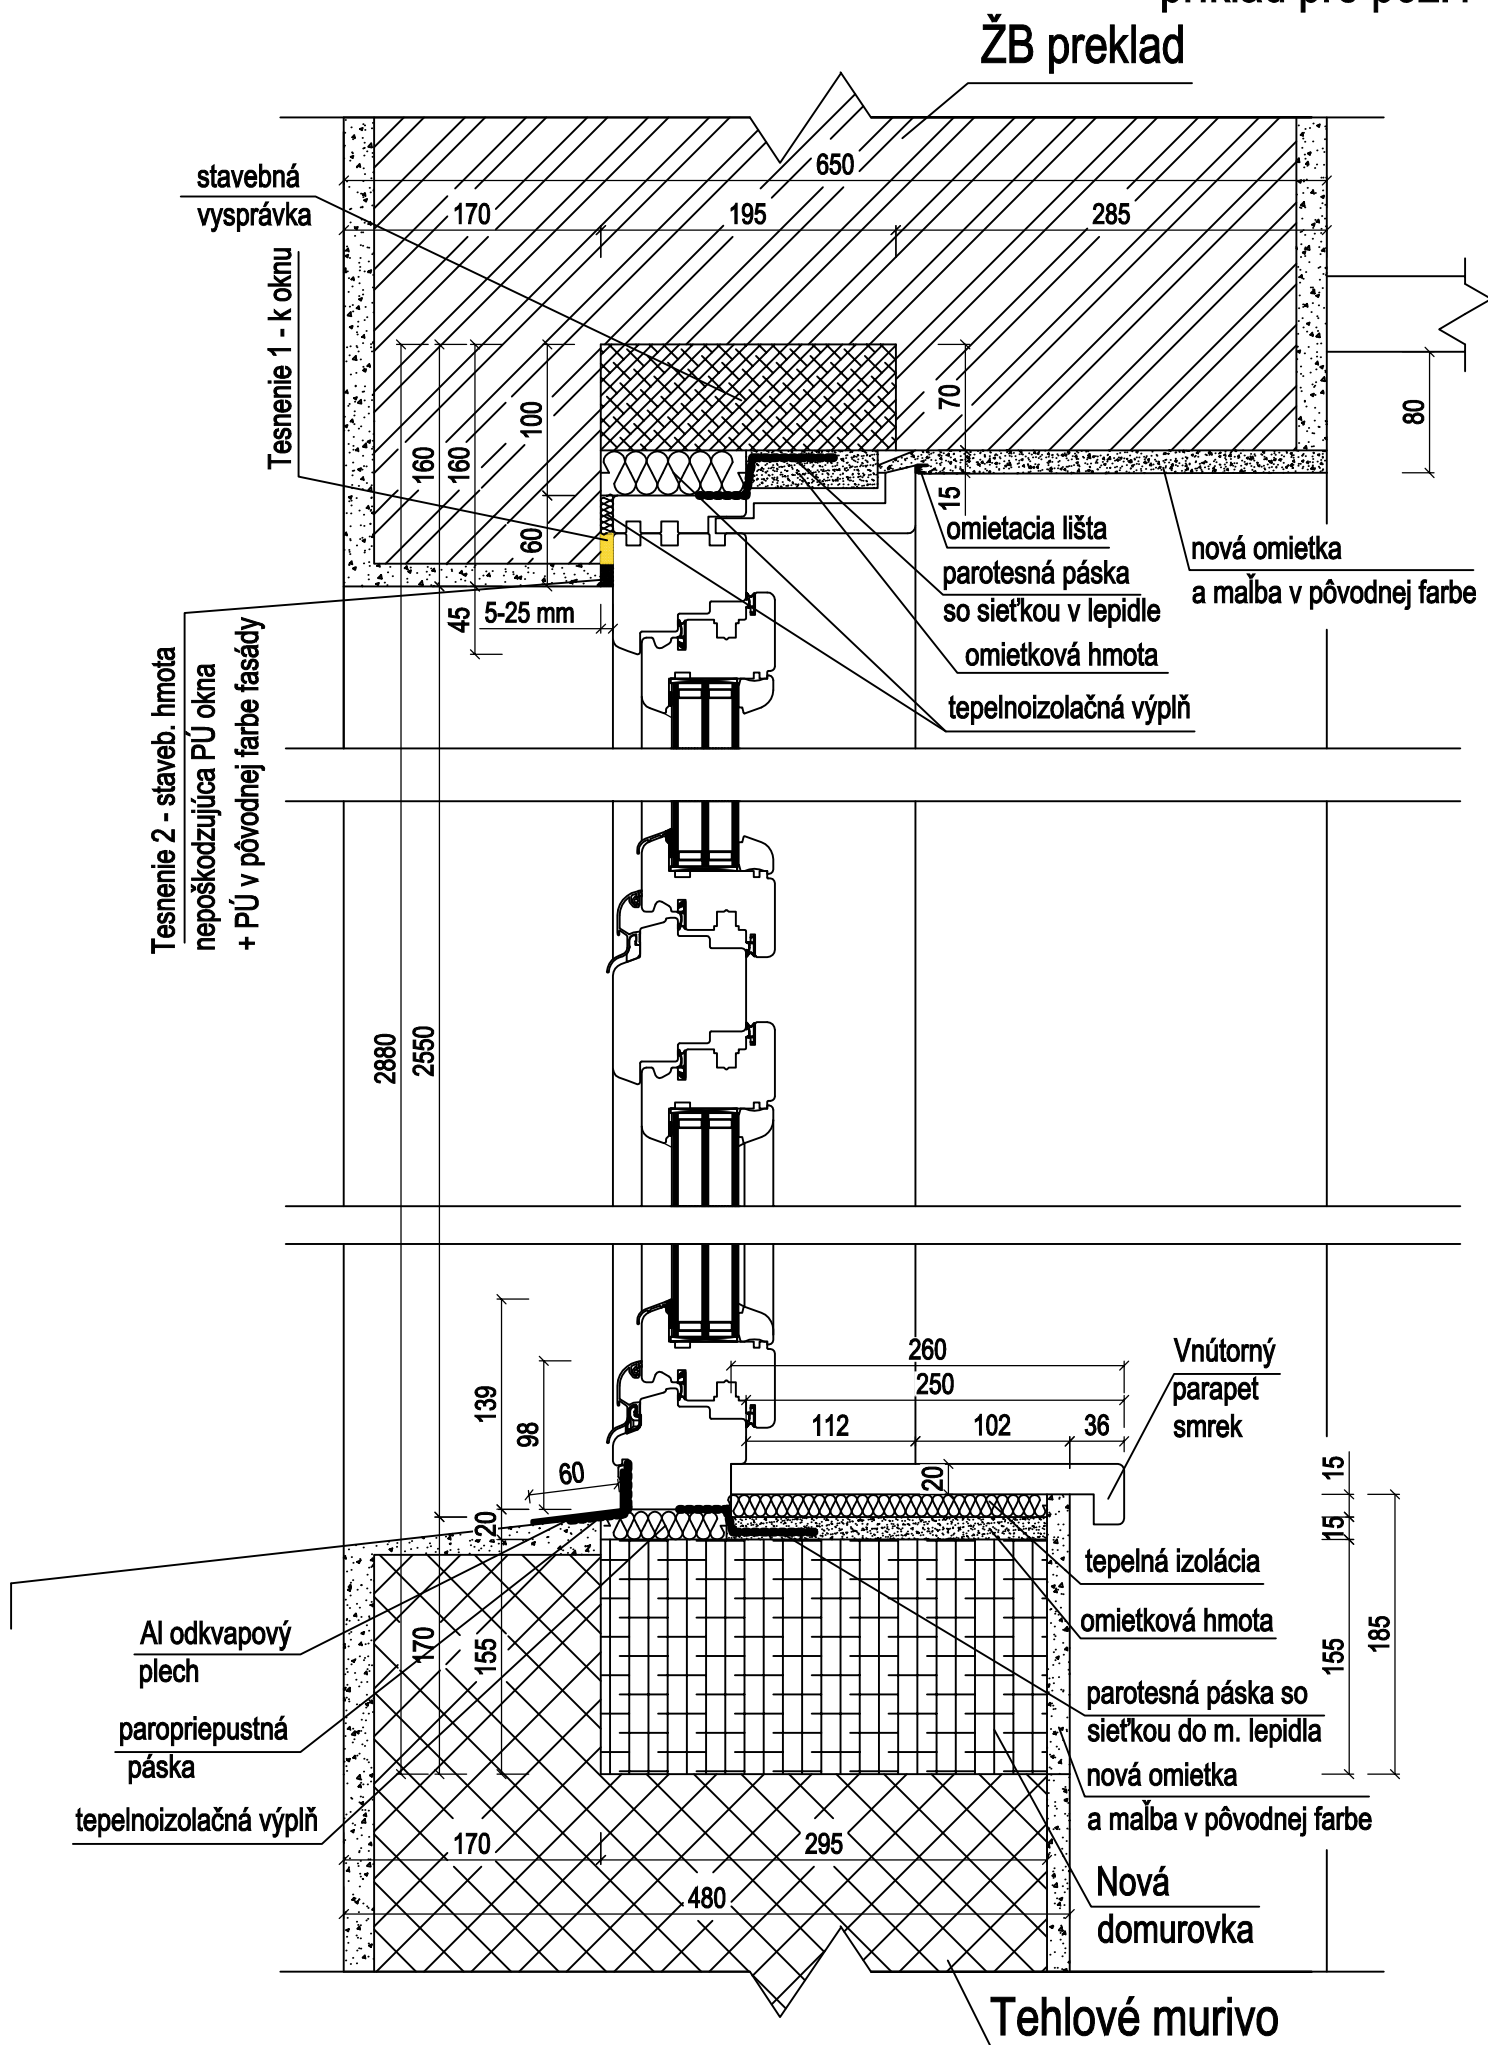 ŽB preklad
650
170
195
285
stavebná
vysprávka
Tesnenie 1 - k oknu
160
160
100
60
70
15
80
45
5-25 mm
omietacia lišta
parotesná páska
so sieťkou v lepidle
omietková hmota
tepelnoizolačná výplň
nová omietka
a maľba v pôvodnej farbe
Tesnenie 2 - staveb. hmota
nepoškodzujúca PÚ okna
+ PÚ v pôvodnej farbe fasády
2880
2550
139
98
60
20
260
250
112
102
36
20
Vnútorný
parapet
smrek
15
15
155
185
tepelná izolácia
omietková hmota
parotesná páska so
sieťkou do m. lepidla
nová omietka
a maľba v pôvodnej farbe
Al odkvapový
plech
paropriepustná
páska
tepelnoizolačná výplň
170
155
170
295
480
Nová
domurovka
Tehlové murivo